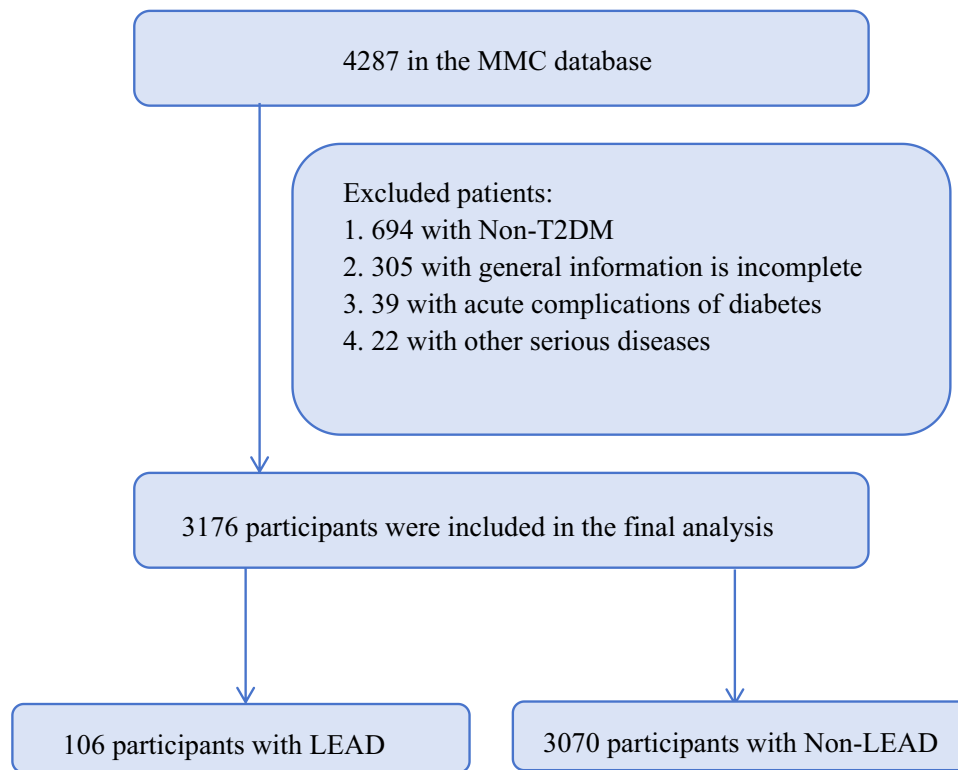 4287 in the MMC database
Excluded patients:
1. 694 with Non-T2DM
2. 305 with general information is incomplete
3. 39 with acute complications of diabetes
4. 22 with other serious diseases
3176 participants were included in the final analysis
106 participants with LEAD
3070 participants with Non-LEAD